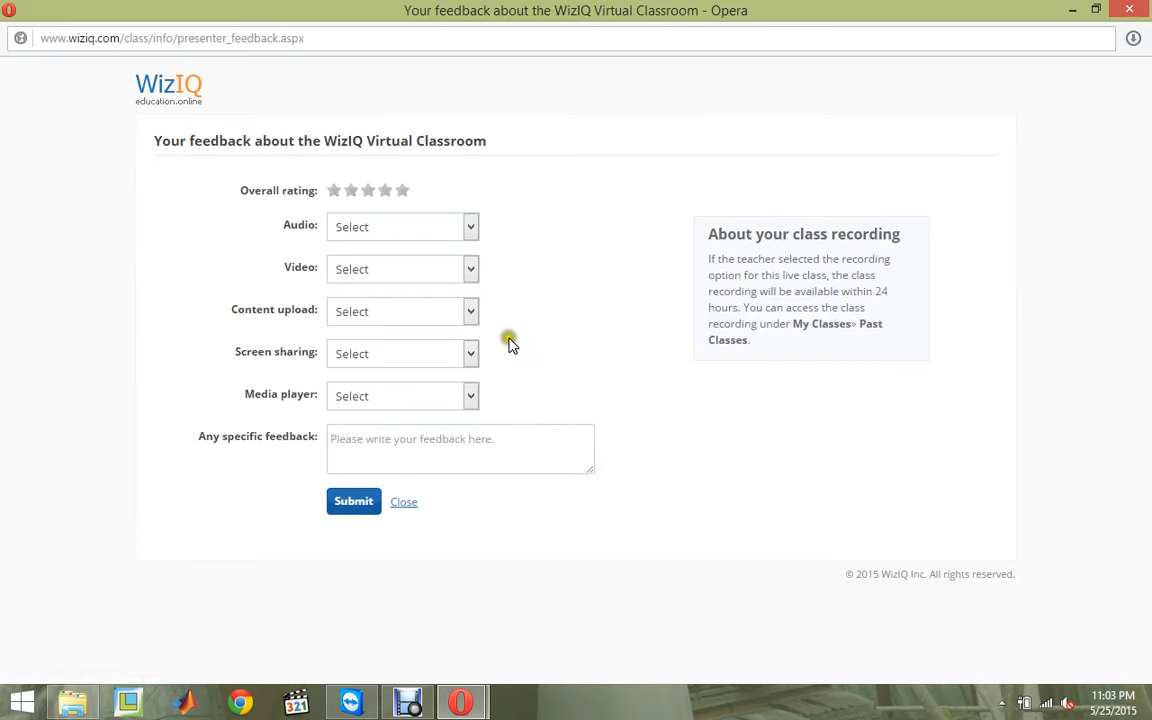 Your feedback about the WizIQ Virtual Classroom - Opera
www.wiziq.com/class/info/presenter_feedback.aspx
WizIQ
education.online
Your feedback about the WizIQ Virtual Classroom
Overall rating:
Audio: Select
Video: Select
Content upload: Select
Screen sharing: Select
Media player: Select
Any specific feedback: Please write your feedback here.
Submit Close
About your class recording
If the teacher selected the recording
option for this live class, the class
recording will be available within 24
hours. You can access the class
recording under My Classes» Past
Classes.
© 2015 WizIQ Inc. All rights reserved.
321
11:03 PM
5/25/2015